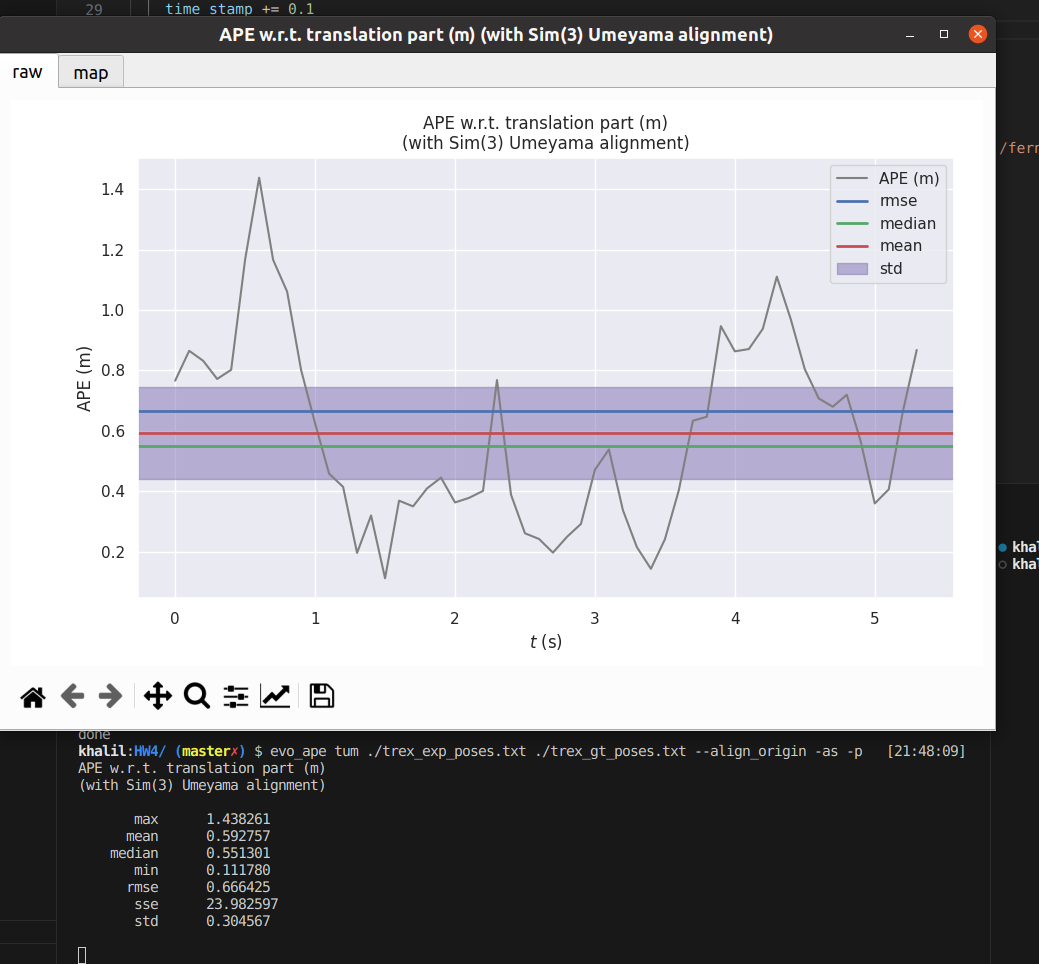 29 time_stamp += 0.1
APE w.r.t. translation part (m) (with Sim(3) Umeyama alignment)
raw
map
APE w.r.t. translation part (m)
(with Sim(3) Umeyama alignment)
APE (m)
rmse
median
mean
std
1.4
1.2
1.0
0.8
0.6
0.4
0.2
APE (m)
0 1 2 3 4 5
t (s)
/ferr
khal
khal
done
khalil:HW4/ (master✗) $ evo_ape tum ./trex_exp_poses.txt ./trex_gt_poses.txt --align_origin -as -p [21:48:09]
APE w.r.t. translation part (m)
(with Sim(3) Umeyama alignment)
max 1.438261
mean 0.592757
median 0.551301
min 0.111780
rmse 0.666425
sse 23.982597
std 0.304567